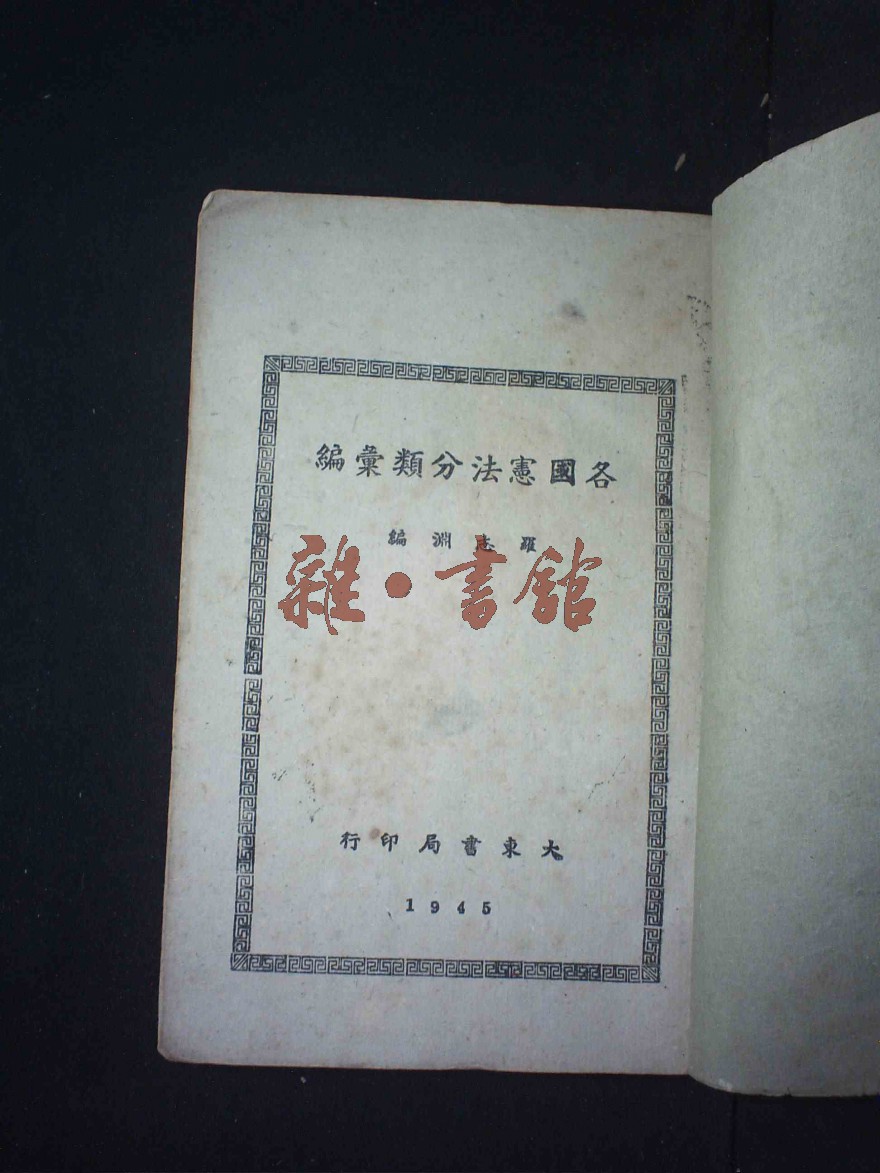 各國憲法分類彙編
羅志淵編
雜·書館
大東書局印行
1945